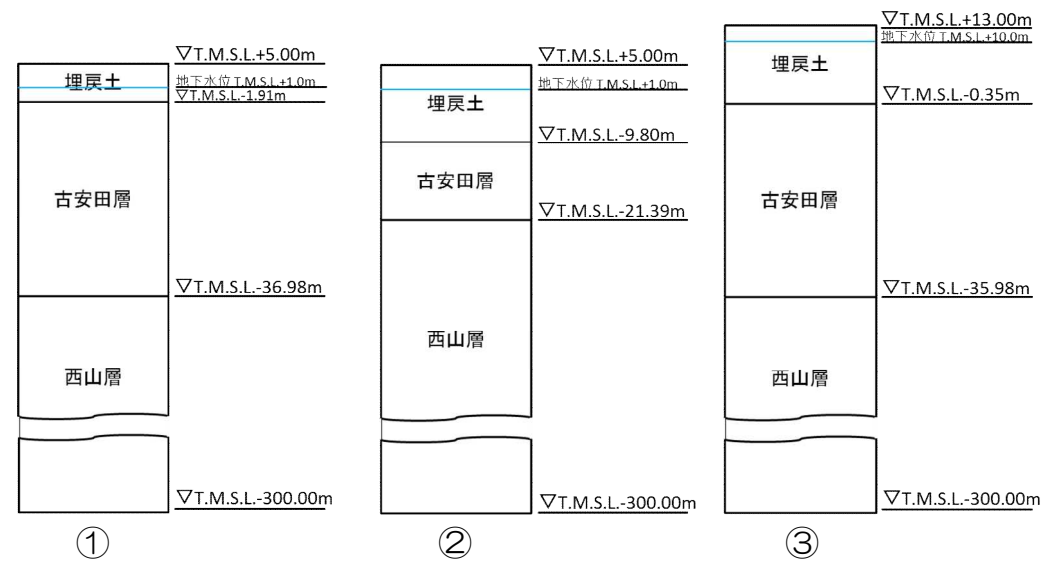 ▽T.M.S.L.+5.00m
埋戻土
地下水位 T.M.S.L.+1.0m
▽T.M.S.L.-1.91m
古安田層
▽T.M.S.L.-36.98m
西山層
▽T.M.S.L.-300.00m
①
▽T.M.S.L.+5.00m
地下水位 T.M.S.L.+1.0m
埋戻土
▽T.M.S.L.-9.80m
古安田層
▽T.M.S.L.-21.39m
西山層
▽T.M.S.L.-300.00m
②
▽T.M.S.L.+13.00m
地下水位 T.M.S.L.+10.0m
埋戻土
▽T.M.S.L.-0.35m
古安田層
▽T.M.S.L.-35.98m
西山層
▽T.M.S.L.-300.00m
③